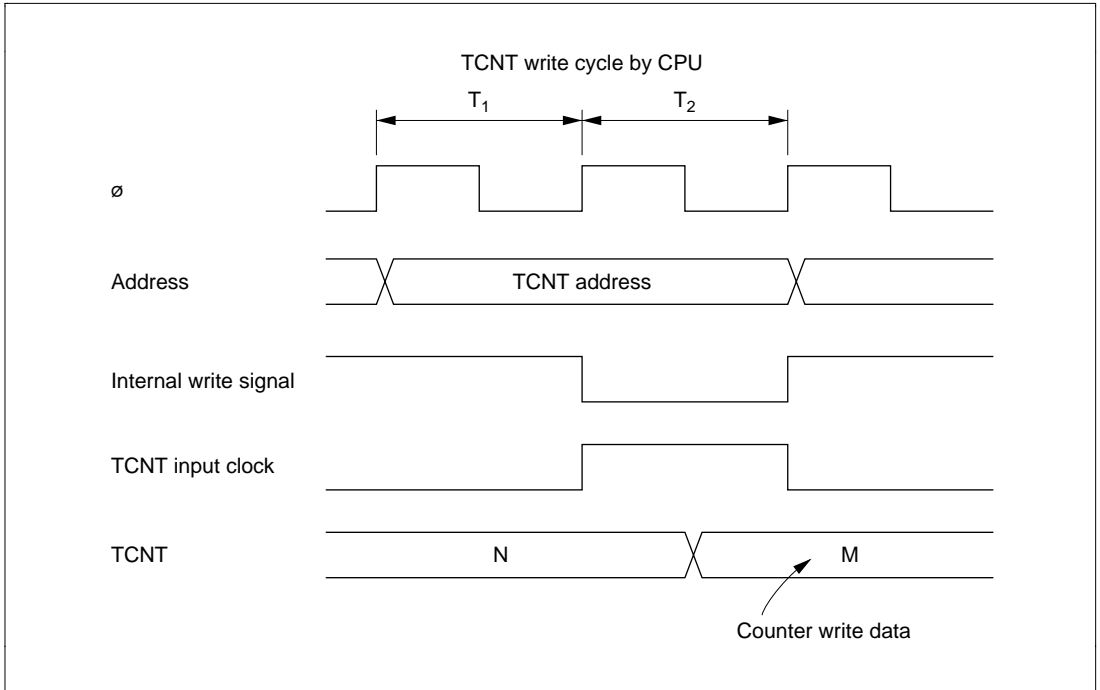 TCNT write cycle by CPU
T1 T2
ø
Address TCNT address
Internal write signal
TCNT input clock
TCNT N M
Counter write data